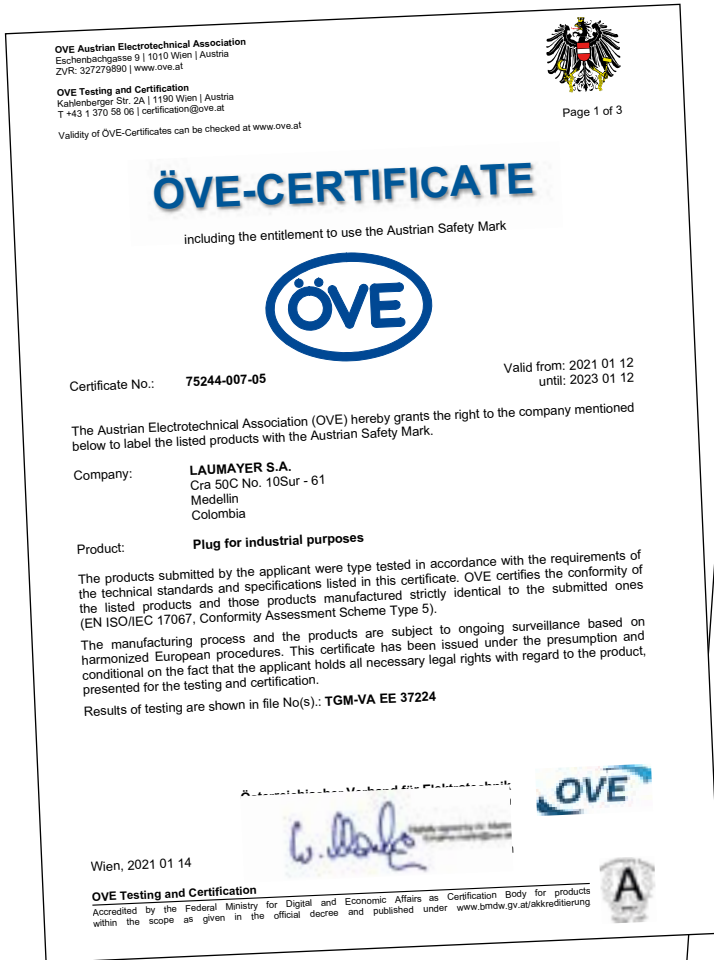 OVE Austrian Electrotechnical Association
Eschenbachgasse 9 | 1010 Wien | Austria
ZVR: 327279890 | www.ove.at
OVE Testing and Certification
Kahlenberger Str. 2A | 1190 Wien | Austria
T +43 1 370 58 06 | certification@ove.at
Validity of ÖVE-Certificates can be checked at www.ove.at
Page 1 of 3
ÖVE-CERTIFICATE
including the entitlement to use the Austrian Safety Mark
ÖVE
Certificate No.: 75244-007-05
Valid from: 2021 01 12
until: 2023 01 12
The Austrian Electrotechnical Association (OVE) hereby grants the right to the company mentioned
below to label the listed products with the Austrian Safety Mark.
Company: LAUMAYER S.A.
Cra 50C No. 10Sur - 61
Medellin
Colombia
Product: Plug for industrial purposes
The products submitted by the applicant were type tested in accordance with the requirements of
the technical standards and specifications listed in this certificate. OVE certifies the conformity of
the listed products and those products manufactured strictly identical to the submitted ones
(EN ISO/IEC 17067, Conformity Assessment Scheme Type 5).
The manufacturing process and the products are subject to ongoing surveillance based on
harmonized European procedures. This certificate has been issued under the presumption and
conditional on the fact that the applicant holds all necessary legal rights with regard to the product,
presented for the testing and certification.
Results of testing are shown in file No(s).: TGM-VA EE 37224
Österreichischer Verband für Elektrotechnik
OVE
Wien, 2021 01 14
OVE Testing and Certification
Accredited by the Federal Ministry for Digital and Economic Affairs as Certification Body for products
within the scope as given in the official decree and published under www.bmdw.gv.at/akkreditierung
A